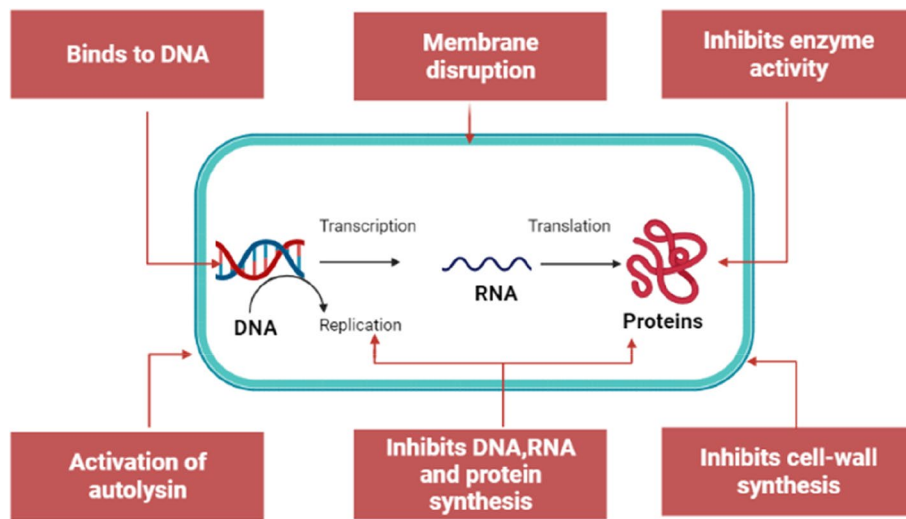 Binds to DNA
Membrane
disruption
Inhibits enzyme
activity
Transcription
Translation
RNA
DNA
Replication
Proteins
Activation of
autolysin
Inhibits DNA,RNA
and protein
synthesis
Inhibits cell-wall
synthesis